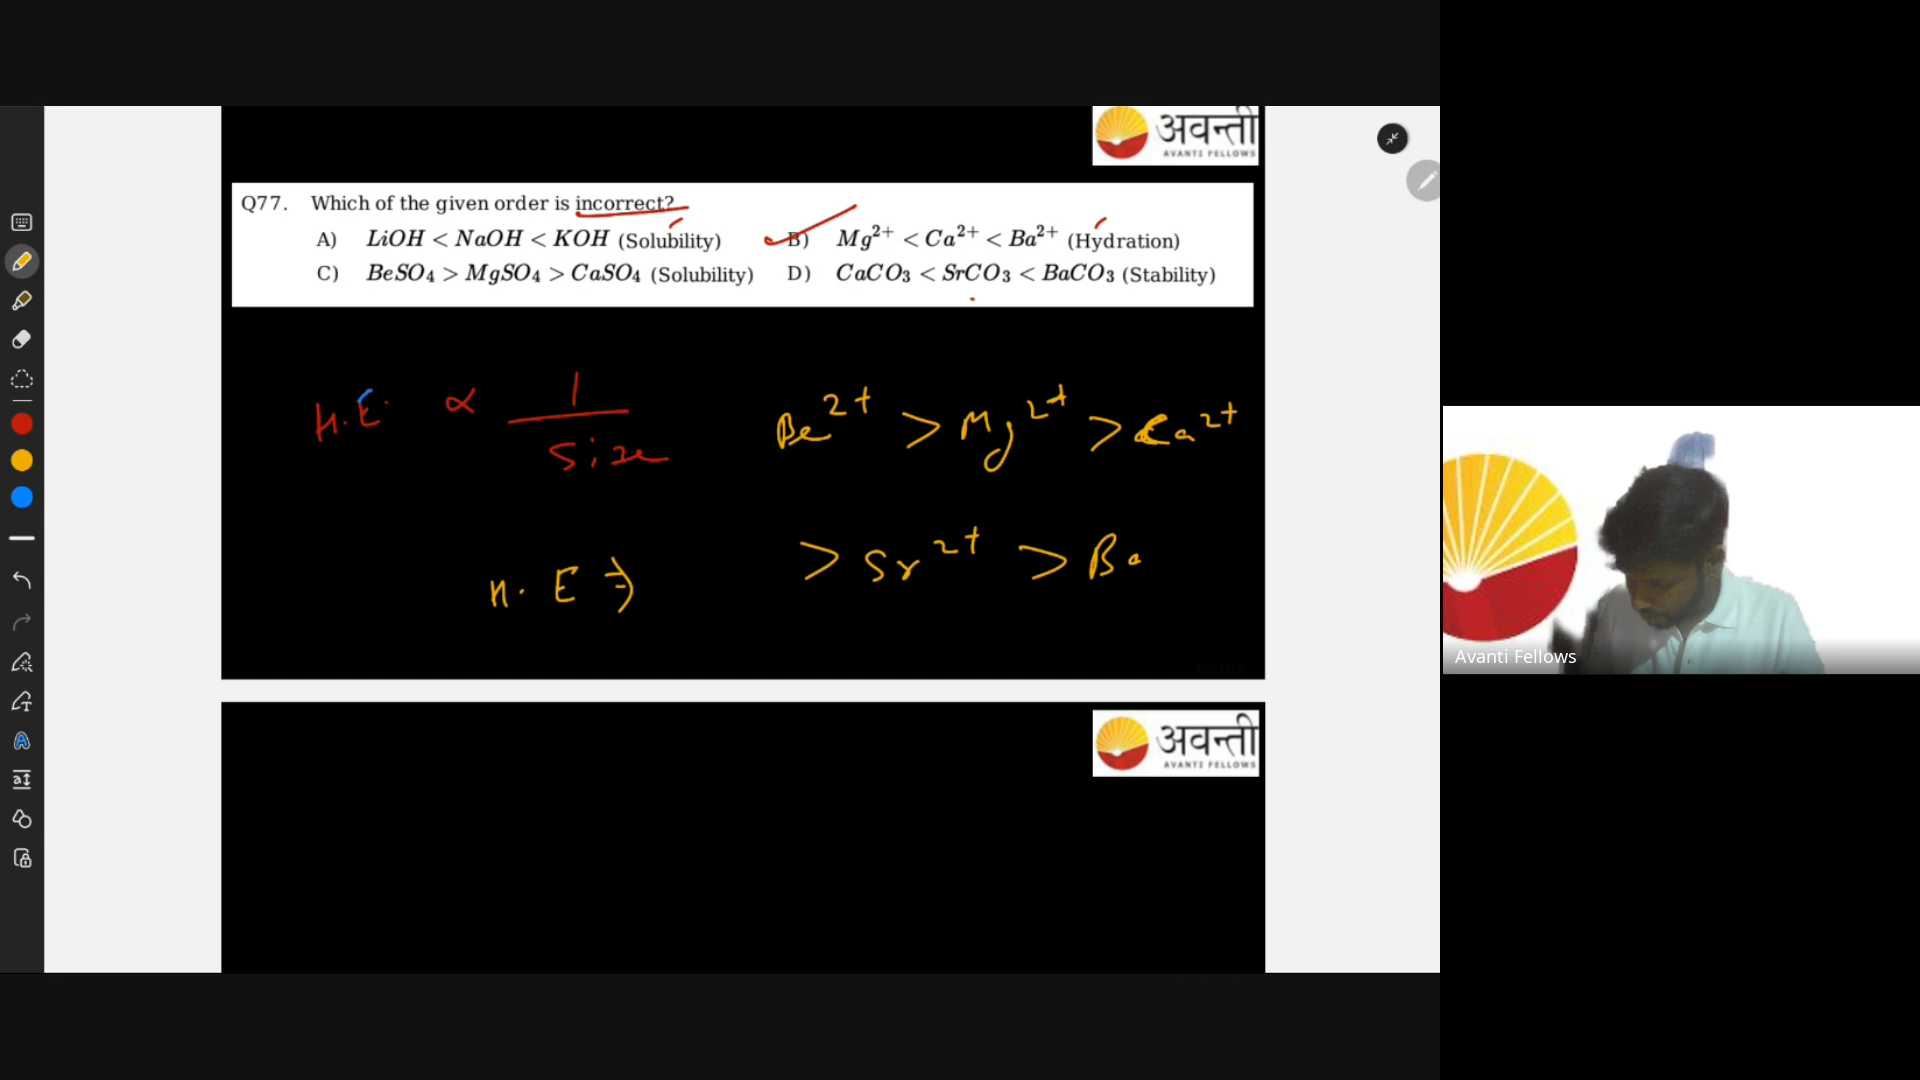 अवन्ती
AVANTI FELLOWS
Q77. Which of the given order is incorrect?
A) LiOH < NaOH < KOH (Solubility) B) Mg²⁺ < Ca²⁺ < Ba²⁺ (Hydration)
C) BeSO₄ > MgSO₄ > CaSO₄ (Solubility) D) CaCO₃ < SrCO₃ < BaCO₃ (Stability)
H.E. ∝ 1/Size
Be²⁺ > Mg²⁺ > Ca²⁺
> Sr²⁺ > Ba
H.E ⇒
Avanti Fellows
अवन्ती
AVANTI FELLOWS